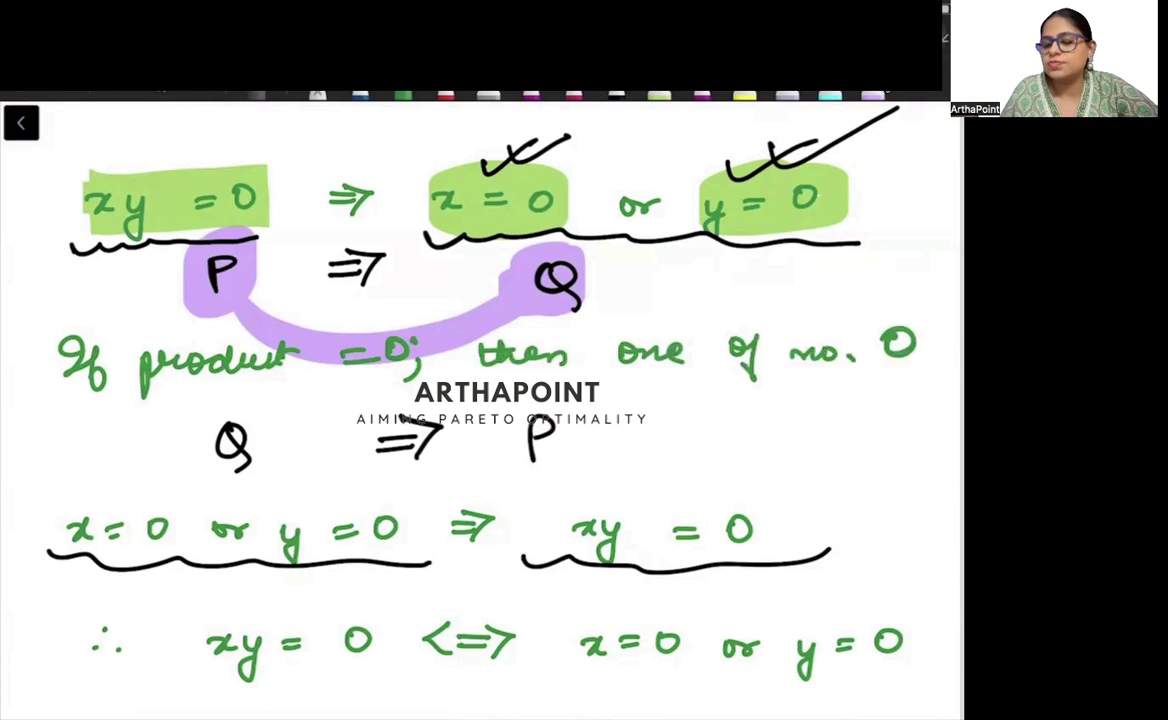 ArthaPoint
xy = 0 ⇒ x = 0 or y = 0
P ⇒ Q
If product = 0; then one of no. 0
ARTHAPOINT
AIMING PARETO OPTIMALITY
Q ⇒ P
x = 0 or y = 0 ⇒ xy = 0
∴ xy = 0 <=> x = 0 or y = 0